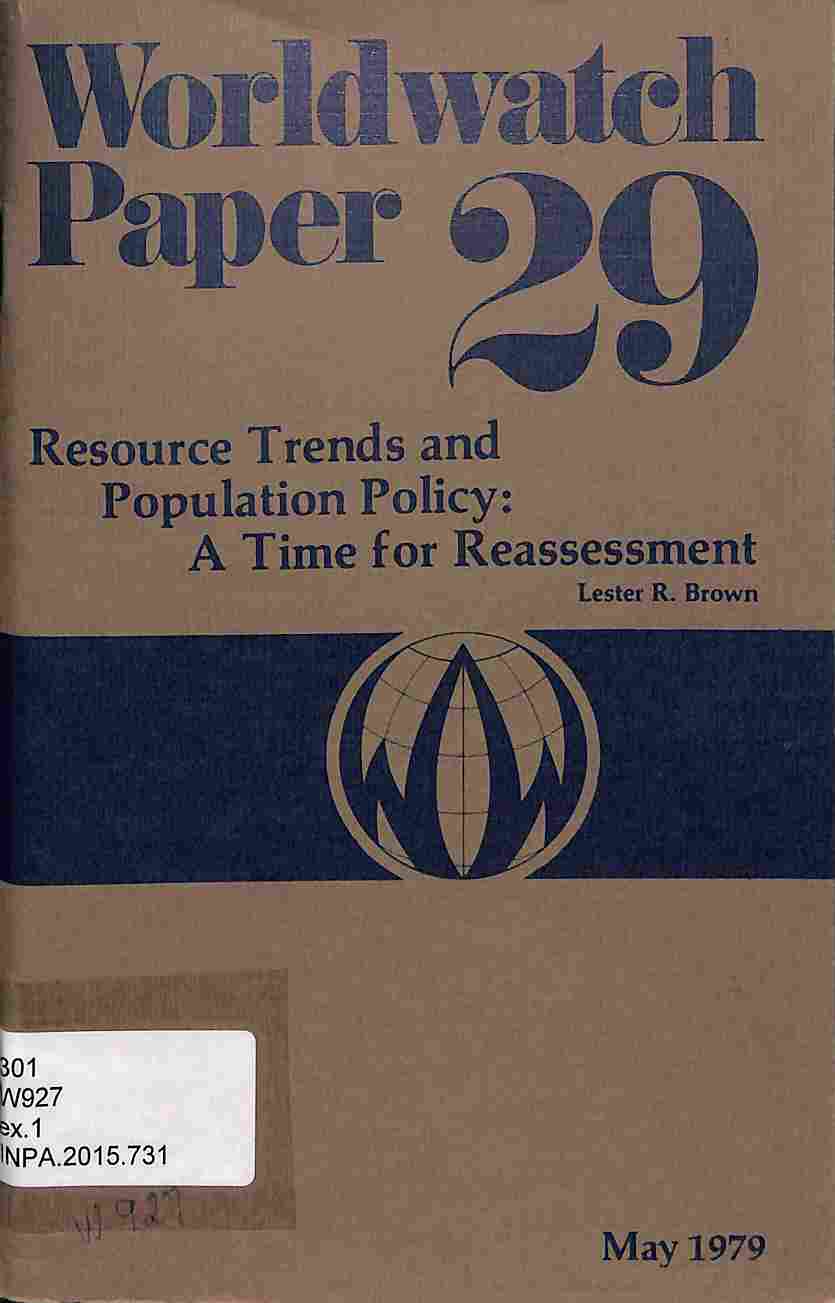 Worldwatch
Paper 29
Resource Trends and
Population Policy:
A Time for Reassessment
Lester R. Brown
301
W927
ex.1
INPA.2015.731
W927
May 1979